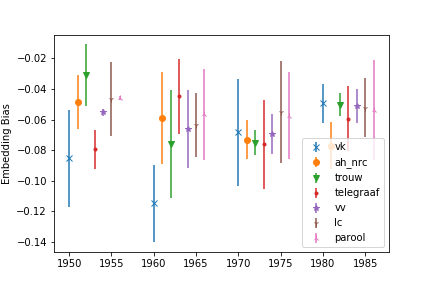 Embedding Bias
−0.02
−0.04
−0.06
−0.08
−0.10
−0.12
−0.14
1950 1955 1960 1965 1970 1975 1980 1985
vk
ah_nrc
trouw
telegraaf
vv
lc
parool